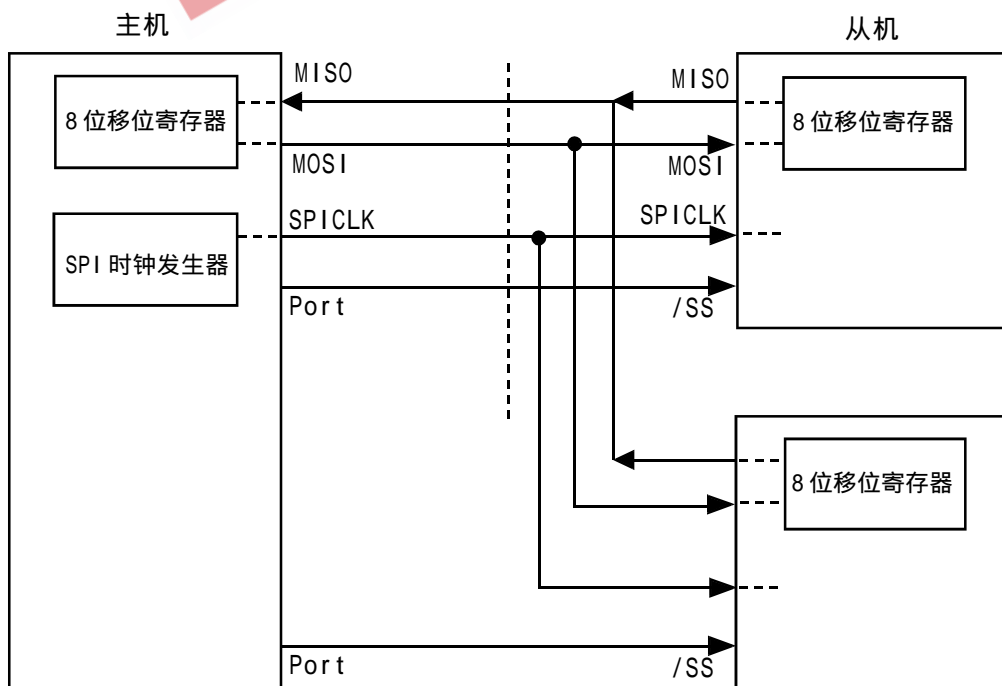 主机
从机
MISO
MISO
8位移位寄存器
8位移位寄存器
MOSI
MOSI
SPICLK
SPICLK
SPI 时钟发生器
Port
/SS
8位移位寄存器
Port
/SS